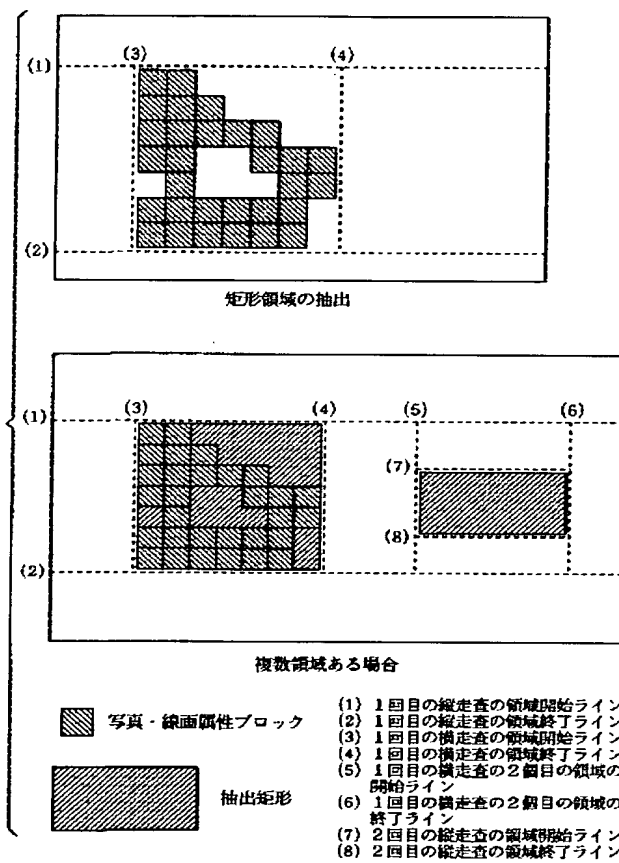 (3) (4)
(1)
(2)
矩形領域の抽出
(3) (4) (5) (6)
(1)
(7)
(8)
(2)
複数領域ある場合
写真・線画属性ブロック
抽出矩形
(1) 1回目の縦走査の領域開始ライン
(2) 1回目の縦走査の領域終了ライン
(3) 1回目の横走査の領域開始ライン
(4) 1回目の横走査の領域終了ライン
(5) 1回目の横走査の2個目の領域の
開始ライン
(6) 1回目の横走査の2個目の領域の
終了ライン
(7) 2回目の縦走査の領域開始ライン
(8) 2回目の縦走査の領域終了ライン